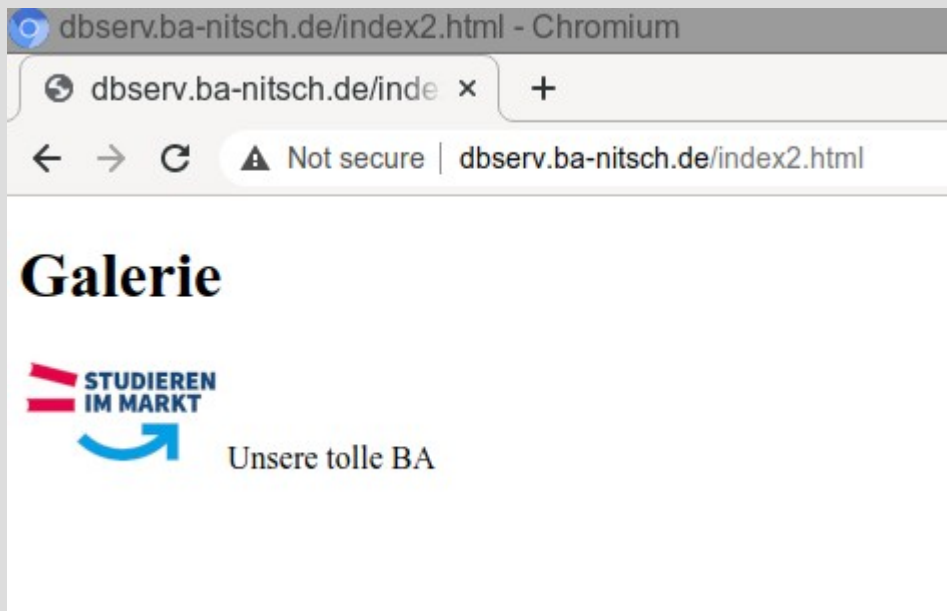 dbserv.ba-nitsch.de/index2.html - Chromium
dbserv.ba-nitsch.de/inde
Not secure | dbserv.ba-nitsch.de/index2.html
Galerie
STUDIEREN
IM MARKT
Unsere tolle BA